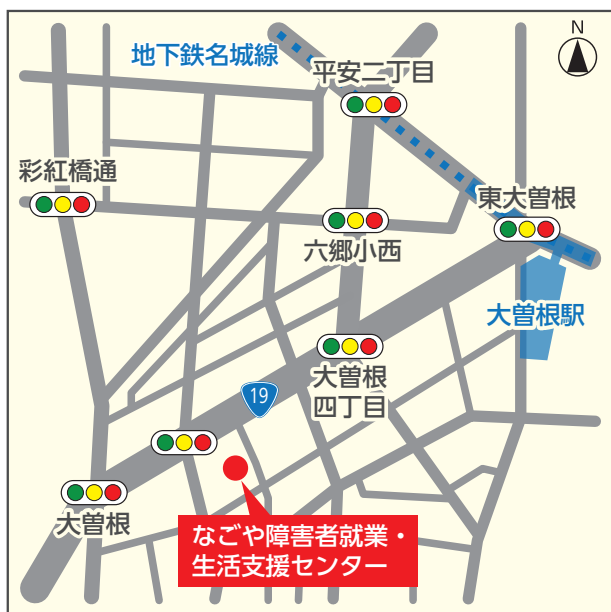 N
地下鉄名城線
平安二丁目
彩紅橋通
東大曽根
六郷小西
大曽根駅
大曽根
四丁目
19
大曽根
なごや障害者就業・
生活支援センター